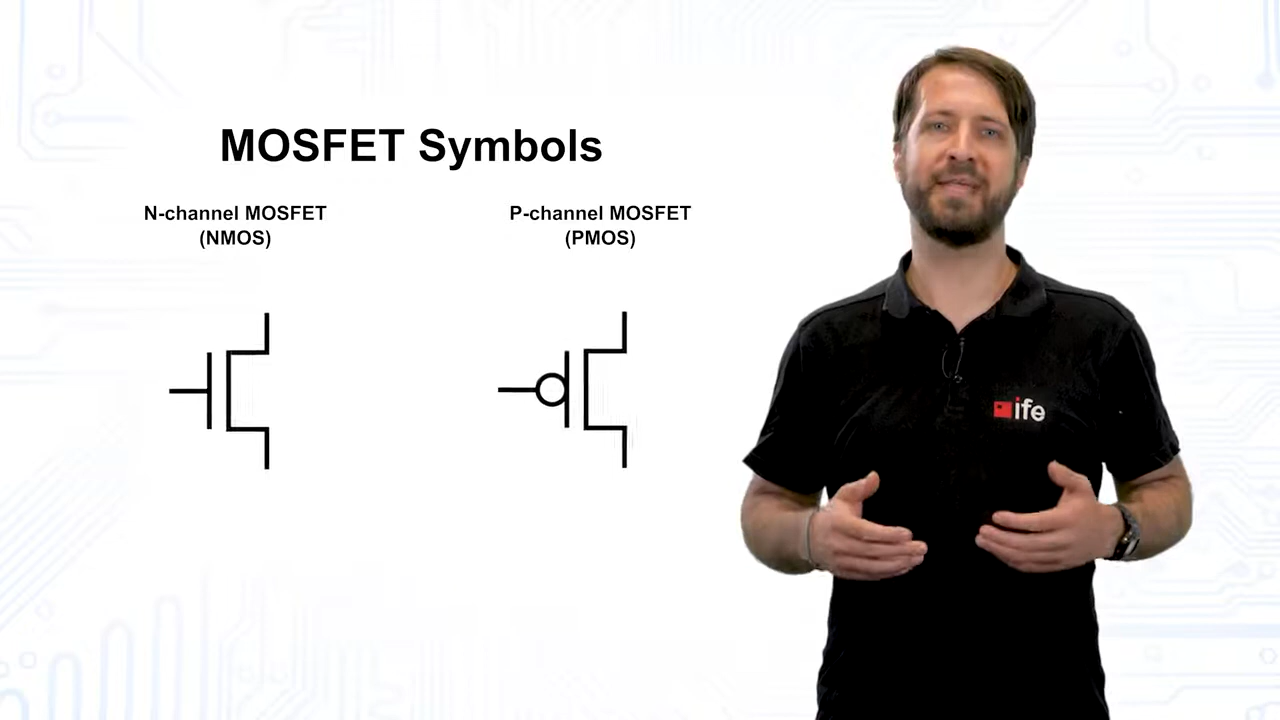 MOSFET Symbols
N-channel MOSFET
(NMOS)
P-channel MOSFET
(PMOS)
ife